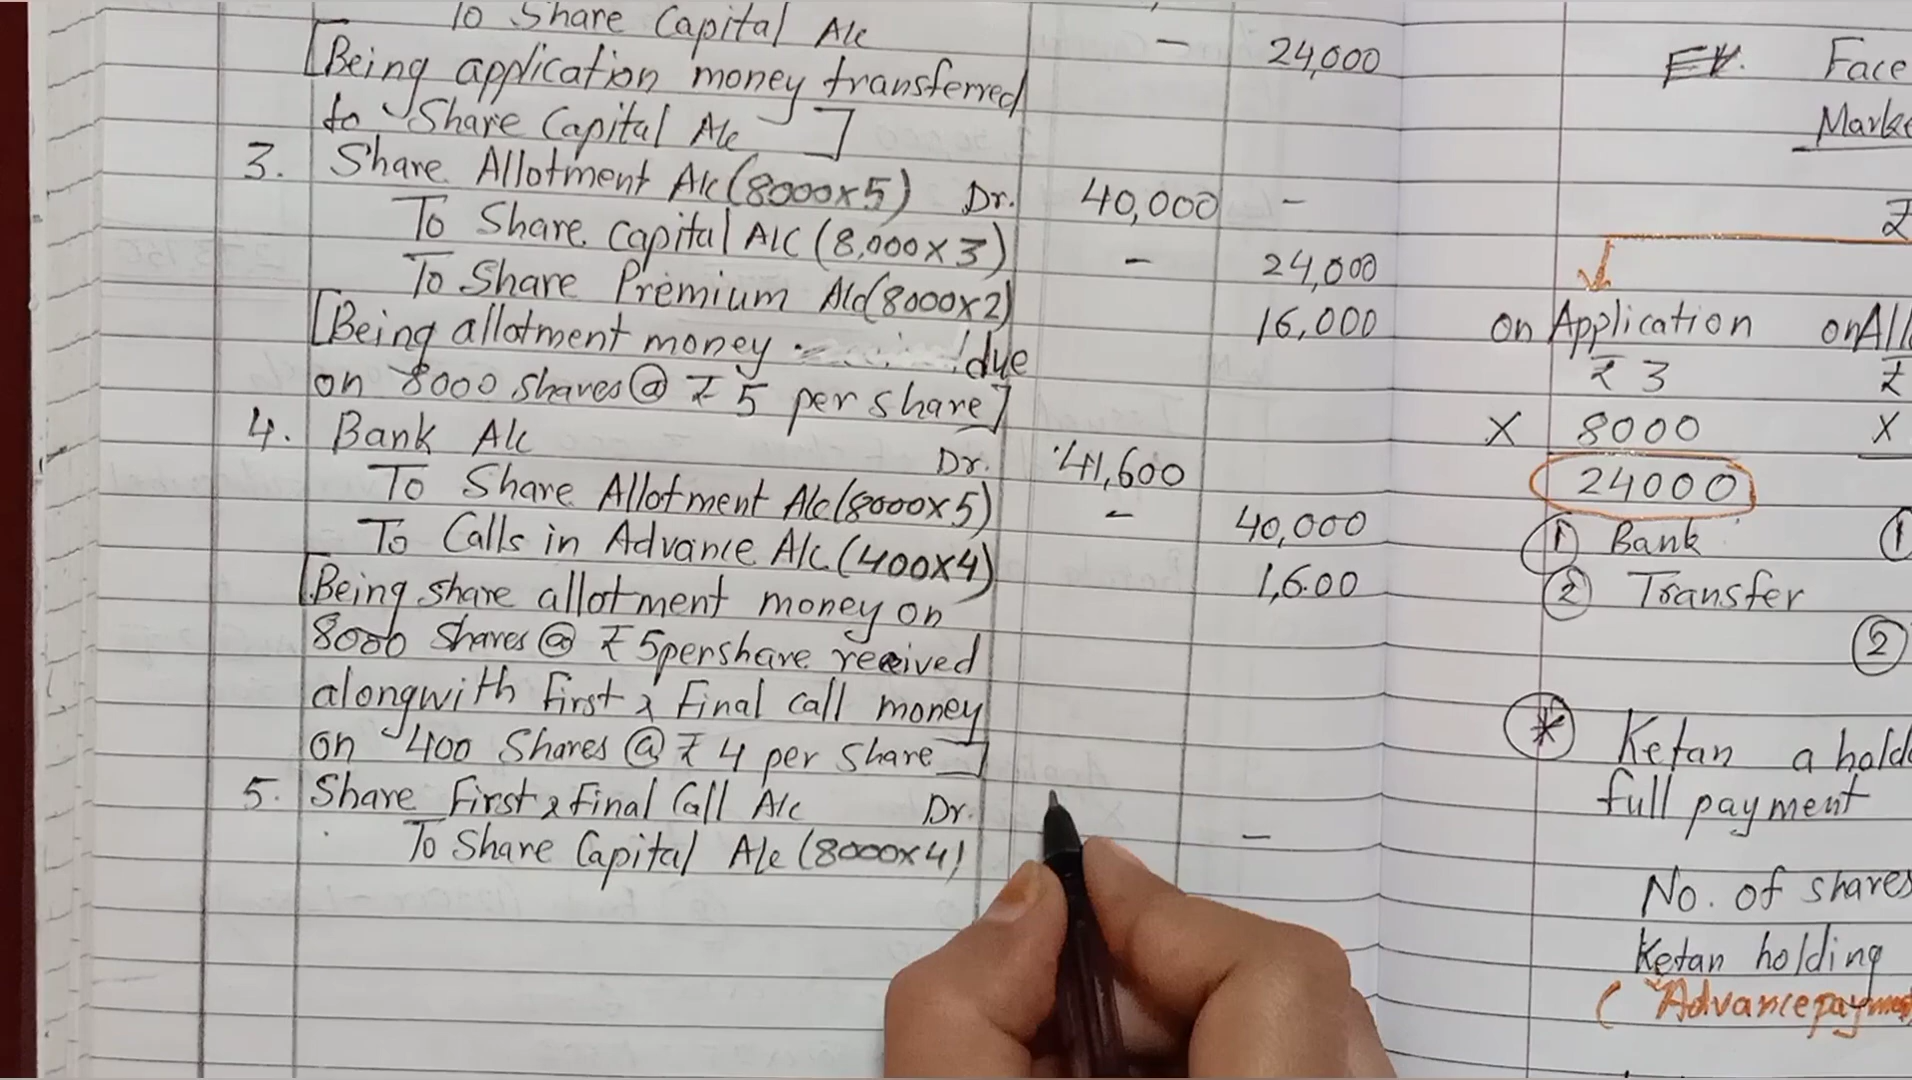 To Share Capital A/c - 24,000
[Being application money transferred
to Share Capital A/c]
3. Share Allotment A/c (8000x5) Dr. 40,000 -
To Share Capital A/c (8,000x3) - 24,000
To Share Premium A/c (8000x2) 16,000
[Being allotment money due
on 8000 shares @ ₹ 5 per share]
4. Bank A/c Dr. 41,600
To Share Allotment A/c (8000x5) - 40,000
To Calls in Advance A/c (400x4) 1,600
[Being share allotment money on
8000 Shares @ ₹ 5 per share received
alongwith First & Final Call money
on 400 Shares @ ₹ 4 per Share]
5. Share First & Final Call A/c Dr. -
To Share Capital A/c (8000x4)
Face
₹
on Application
₹ 3 ₹
X 8000 X
24000
① Bank ①
② Transfer
②
* Ketan a
full payment
No. of shares
Ketan holding
(Advance